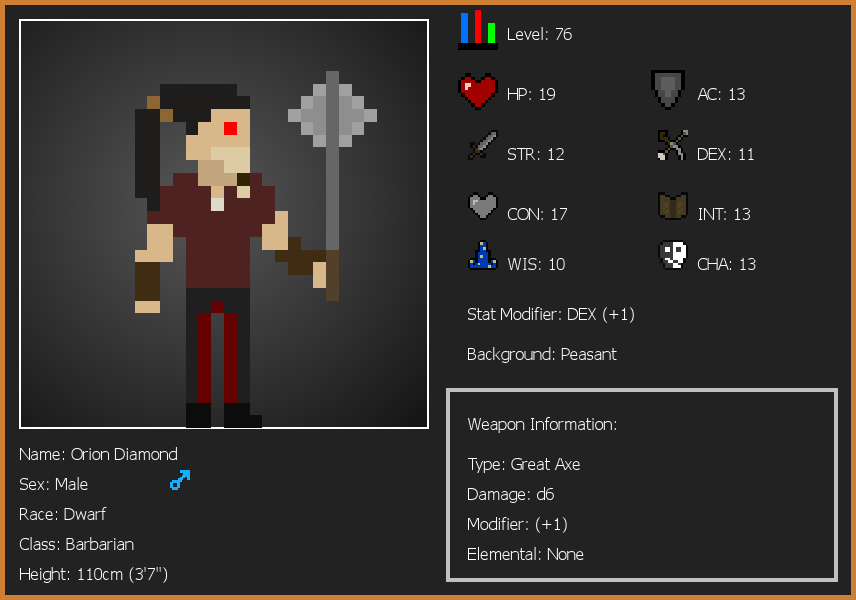 Level: 76
HP: 19
AC: 13
STR: 12
DEX: 11
CON: 17
INT: 13
WIS: 10
CHA: 13
Stat Modifier: DEX (+1)
Background: Peasant
Weapon Information:
Type: Great Axe
Damage: d6
Modifier: (+1)
Elemental: None
Name: Orion Diamond
Sex: Male
Race: Dwarf
Class: Barbarian
Height: 110cm (3'7")